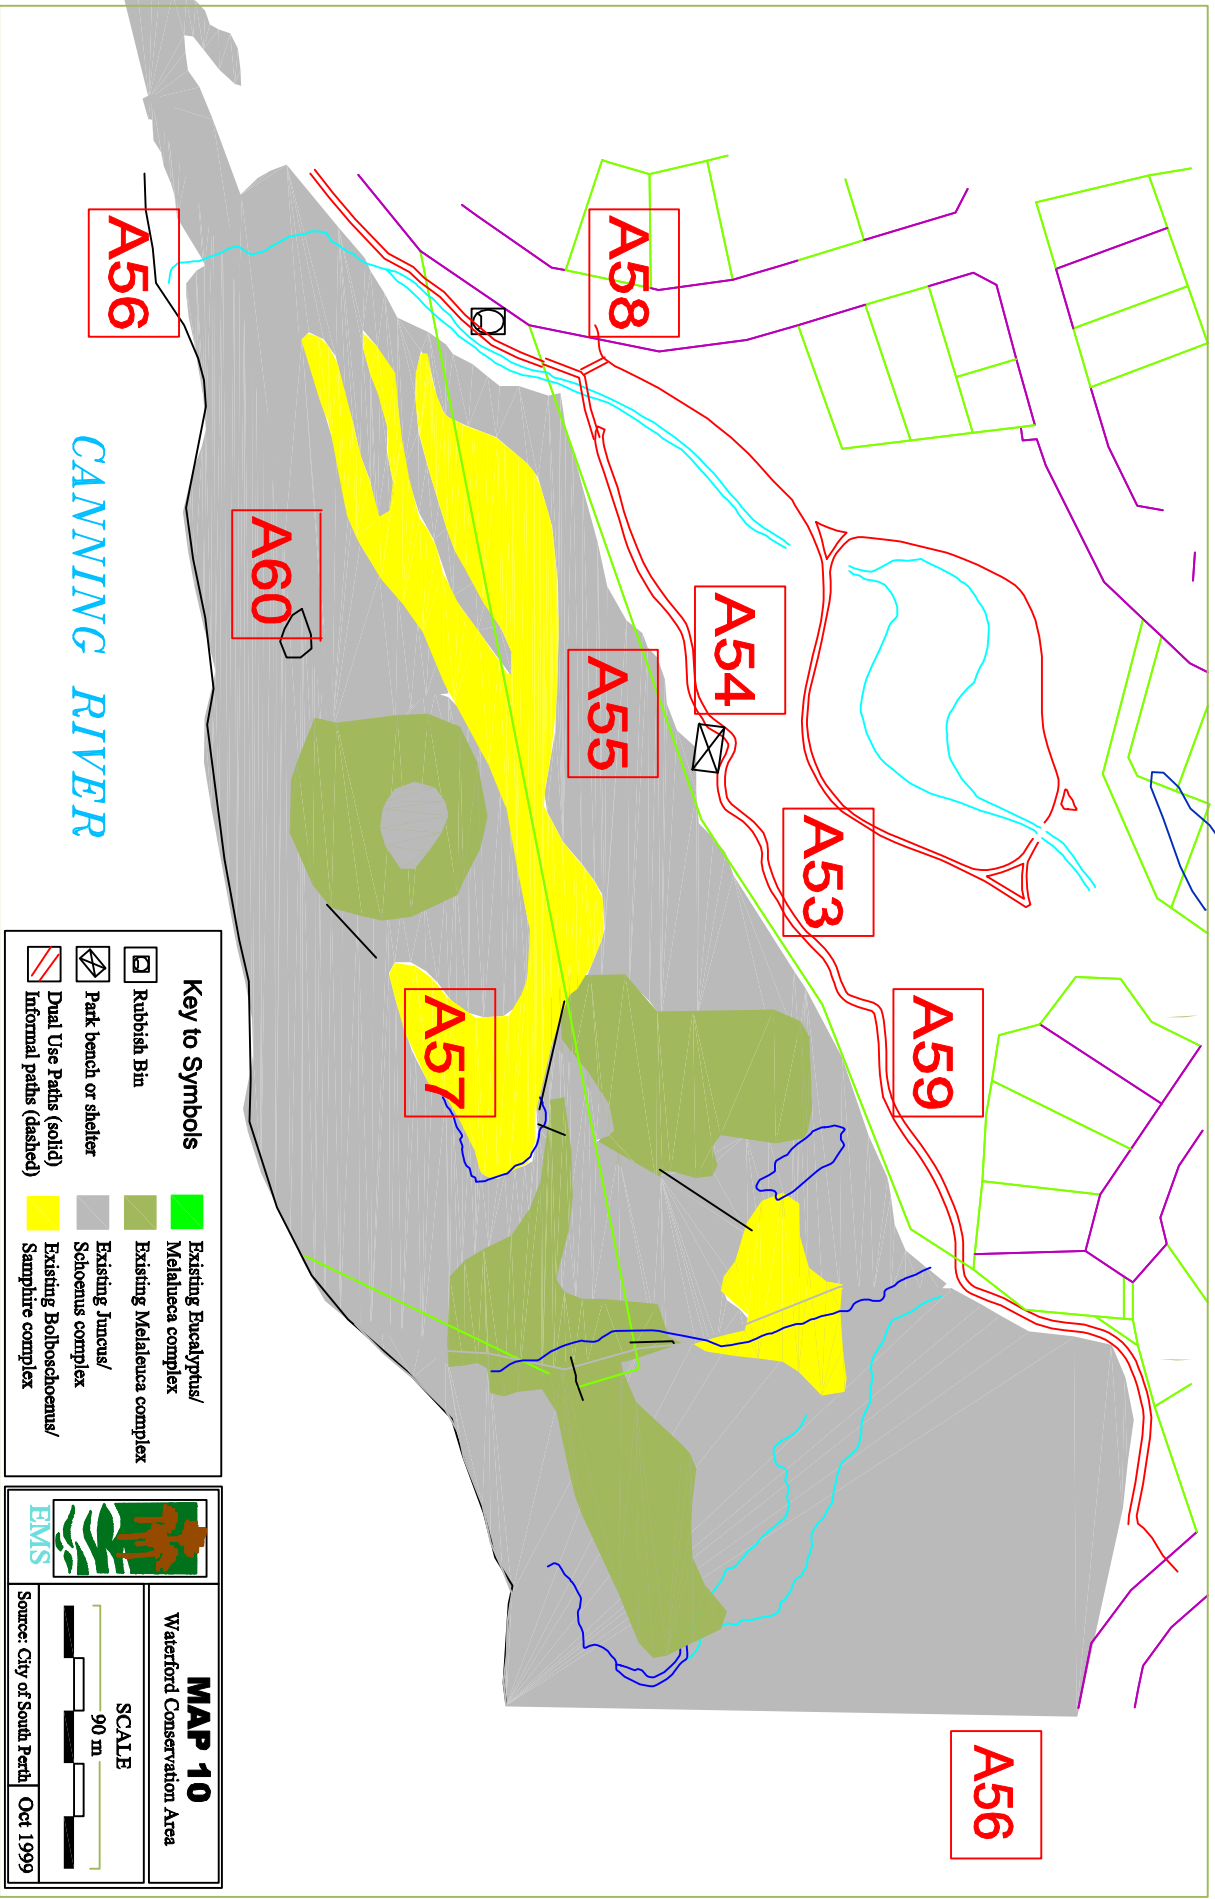 A56
A58
A60
A54
A55
A53
A57
A59
A56
CANNING RIVER
Key to Symbols
Rubbish Bin
Park bench or shelter
Dual Use Paths (solid)
Informal paths (dashed)
Existing Eucalyptus/
Melalueca complex
Existing Melaleuca complex
Existing Juncus/
Schoenus complex
Existing Bolboschoenus/
Samphire complex
EMS
MAP 10
Waterford Conservation Area
SCALE
90 m
Source: City of South Perth
Oct 1999